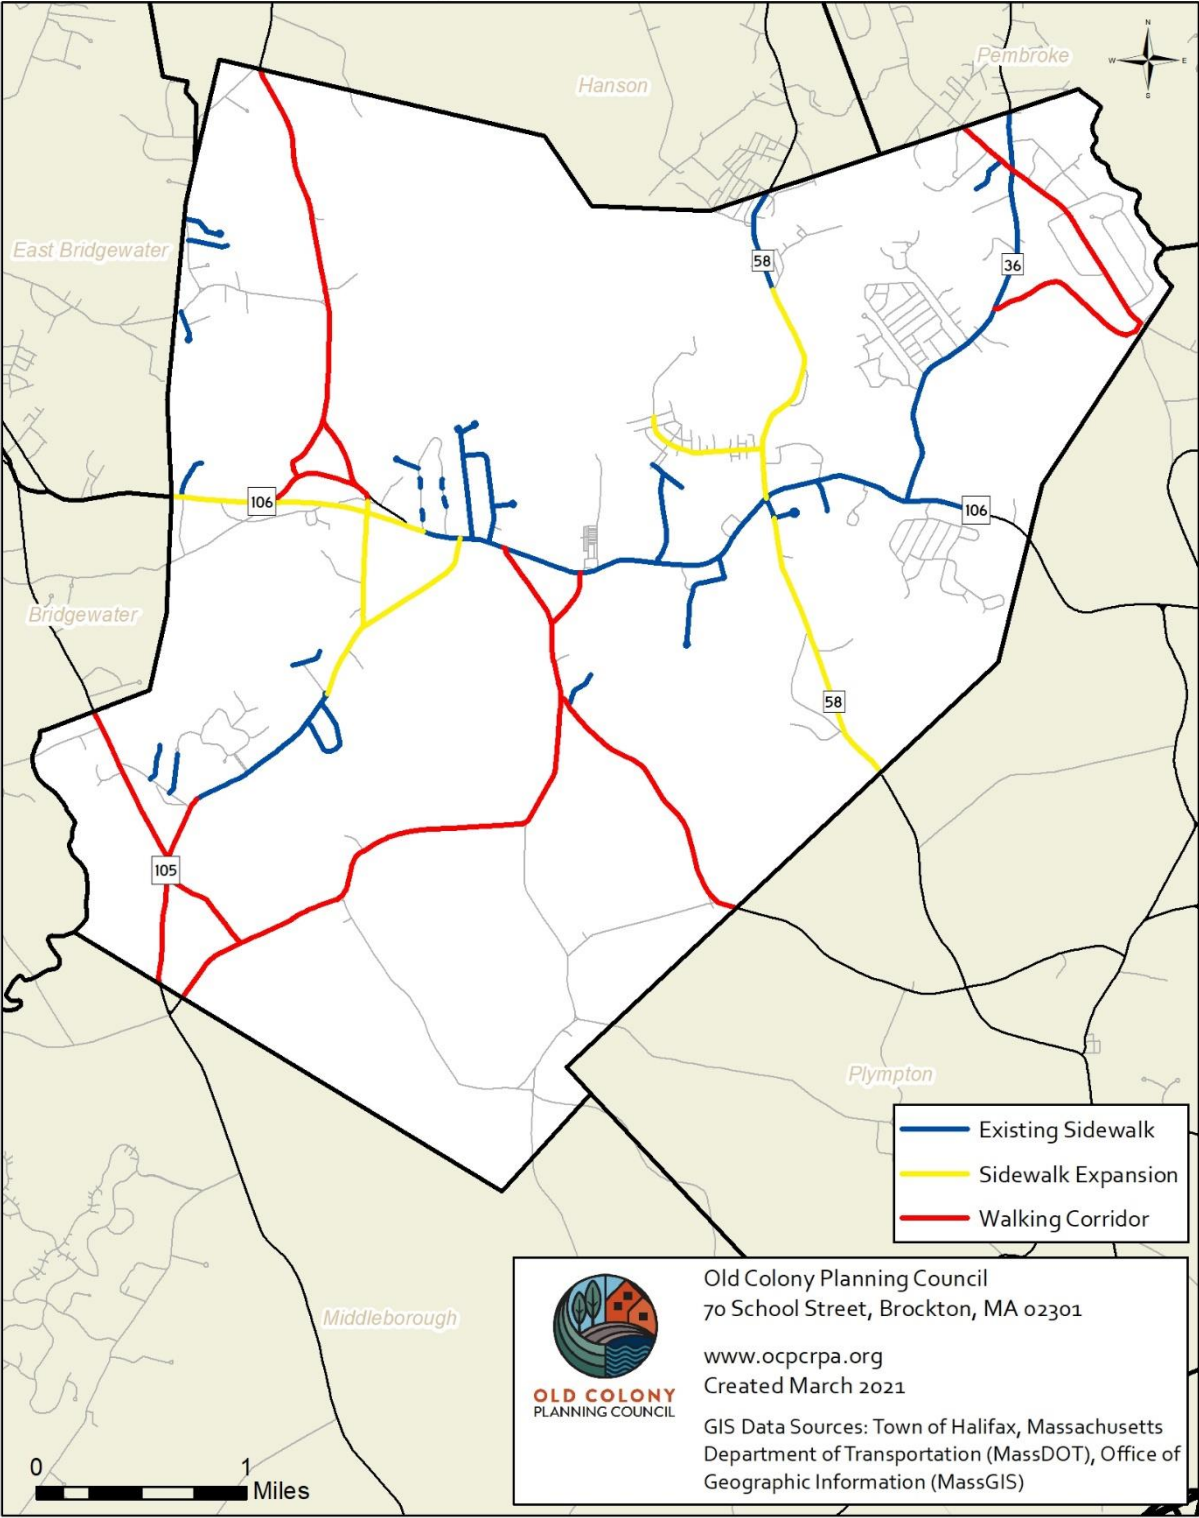 N
W E
S
Pembroke
Hanson
East Bridgewater
58
36
106
106
Bridgewater
58
105
Plympton
Existing Sidewalk
Sidewalk Expansion
Walking Corridor
Middleborough
Old Colony Planning Council
70 School Street, Brockton, MA 02301
www.ocpcrpa.org
Created March 2021
GIS Data Sources: Town of Halifax, Massachusetts
Department of Transportation (MassDOT), Office of
Geographic Information (MassGIS)
OLD COLONY
PLANNING COUNCIL
0 1
Miles